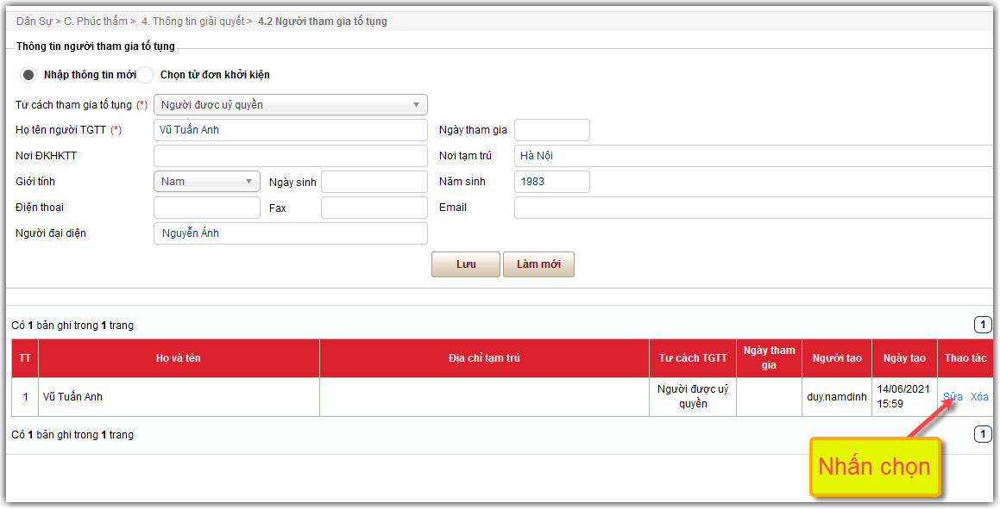 Dân Sự > C. Phúc thẩm > 4. Thông tin giải quyết > 4.2 Người tham gia tố tụng
Thông tin người tham gia tố tụng
Nhập thông tin mới Chọn từ đơn khởi kiện
Tư cách tham gia tố tụng (*) Người được uỷ quyền
Họ tên người TGTT (*) Vũ Tuấn Anh Ngày tham gia
Nơi ĐKHKTT Nơi tạm trú Hà Nội
Giới tính Nam Ngày sinh Năm sinh 1983
Điện thoại Fax Email
Người đại diện Nguyễn Ánh
Lưu Làm mới
Có 1 bản ghi trong 1 trang 1
TT Họ và tên Địa chỉ tạm trú Tư cách TGTT Ngày tham gia Người tạo Ngày tạo Thao tác
1 Vũ Tuấn Anh Người được uỷ quyền duy.namdinh 14/06/2021 15:59 Sửa Xóa
Có 1 bản ghi trong 1 trang 1
Nhấn chọn